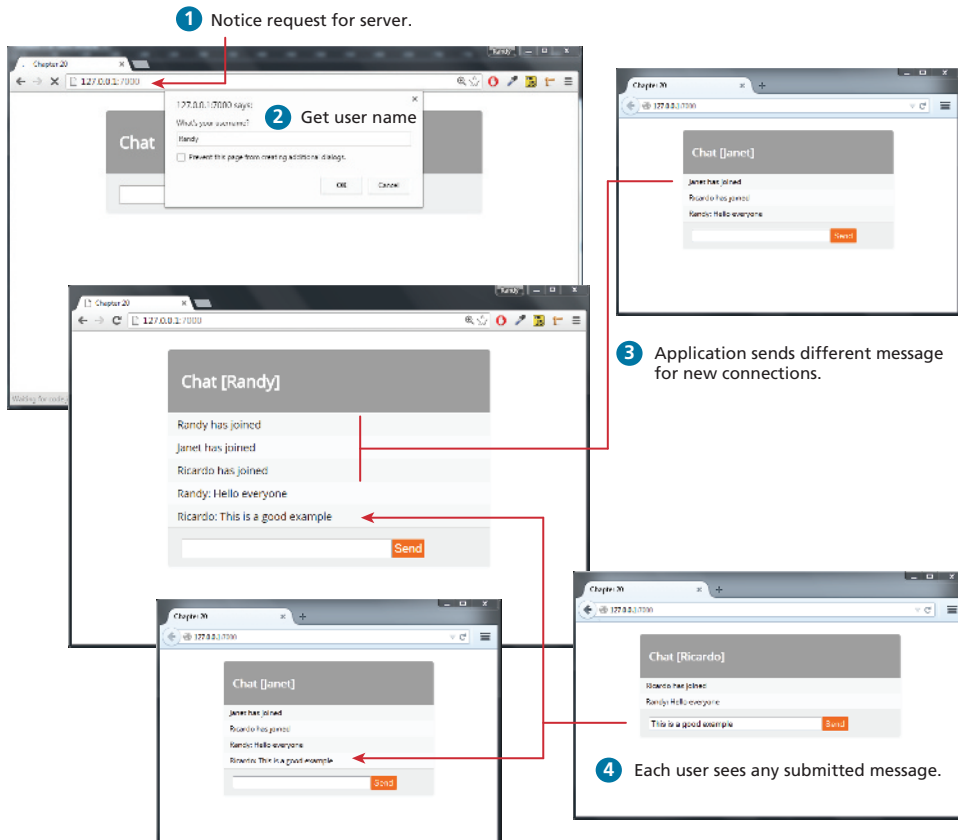 1 Notice request for server.
Randy
Chapter 20
127.0.0.1:7000
127.0.0.1:7000 says:
2 Get user name
What's your username?
Randy
Prevent this page from creating additional dialogs.
OK Cancel
Chat
Chapter 20
127.0.0.1:7000
Chat [Janet]
Janet has joined
Ricardo has joined
Randy: Hello everyone
Send
3 Application sends different message
for new connections.
Waiting for
Randy
Chapter 20
127.0.0.1:7000
Chat [Randy]
Randy has joined
Janet has joined
Ricardo has joined
Randy: Hello everyone
Ricardo: This is a good example
Send
Chapter 20
127.0.0.1:7000
Chat [Janet]
Janet has joined
Ricardo has joined
Randy: Hello everyone
Ricardo: This is a good example
Send
Chapter 20
127.0.0.1:7000
Chat [Ricardo]
Ricardo has joined
Randy: Hello everyone
This is a good example Send
4 Each user sees any submitted message.